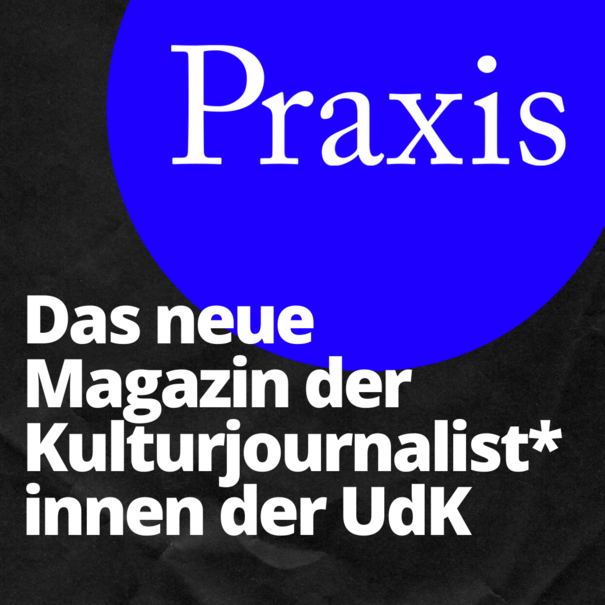 Praxis
Das neue
Magazin der
Kulturjournalist*
innen der UdK